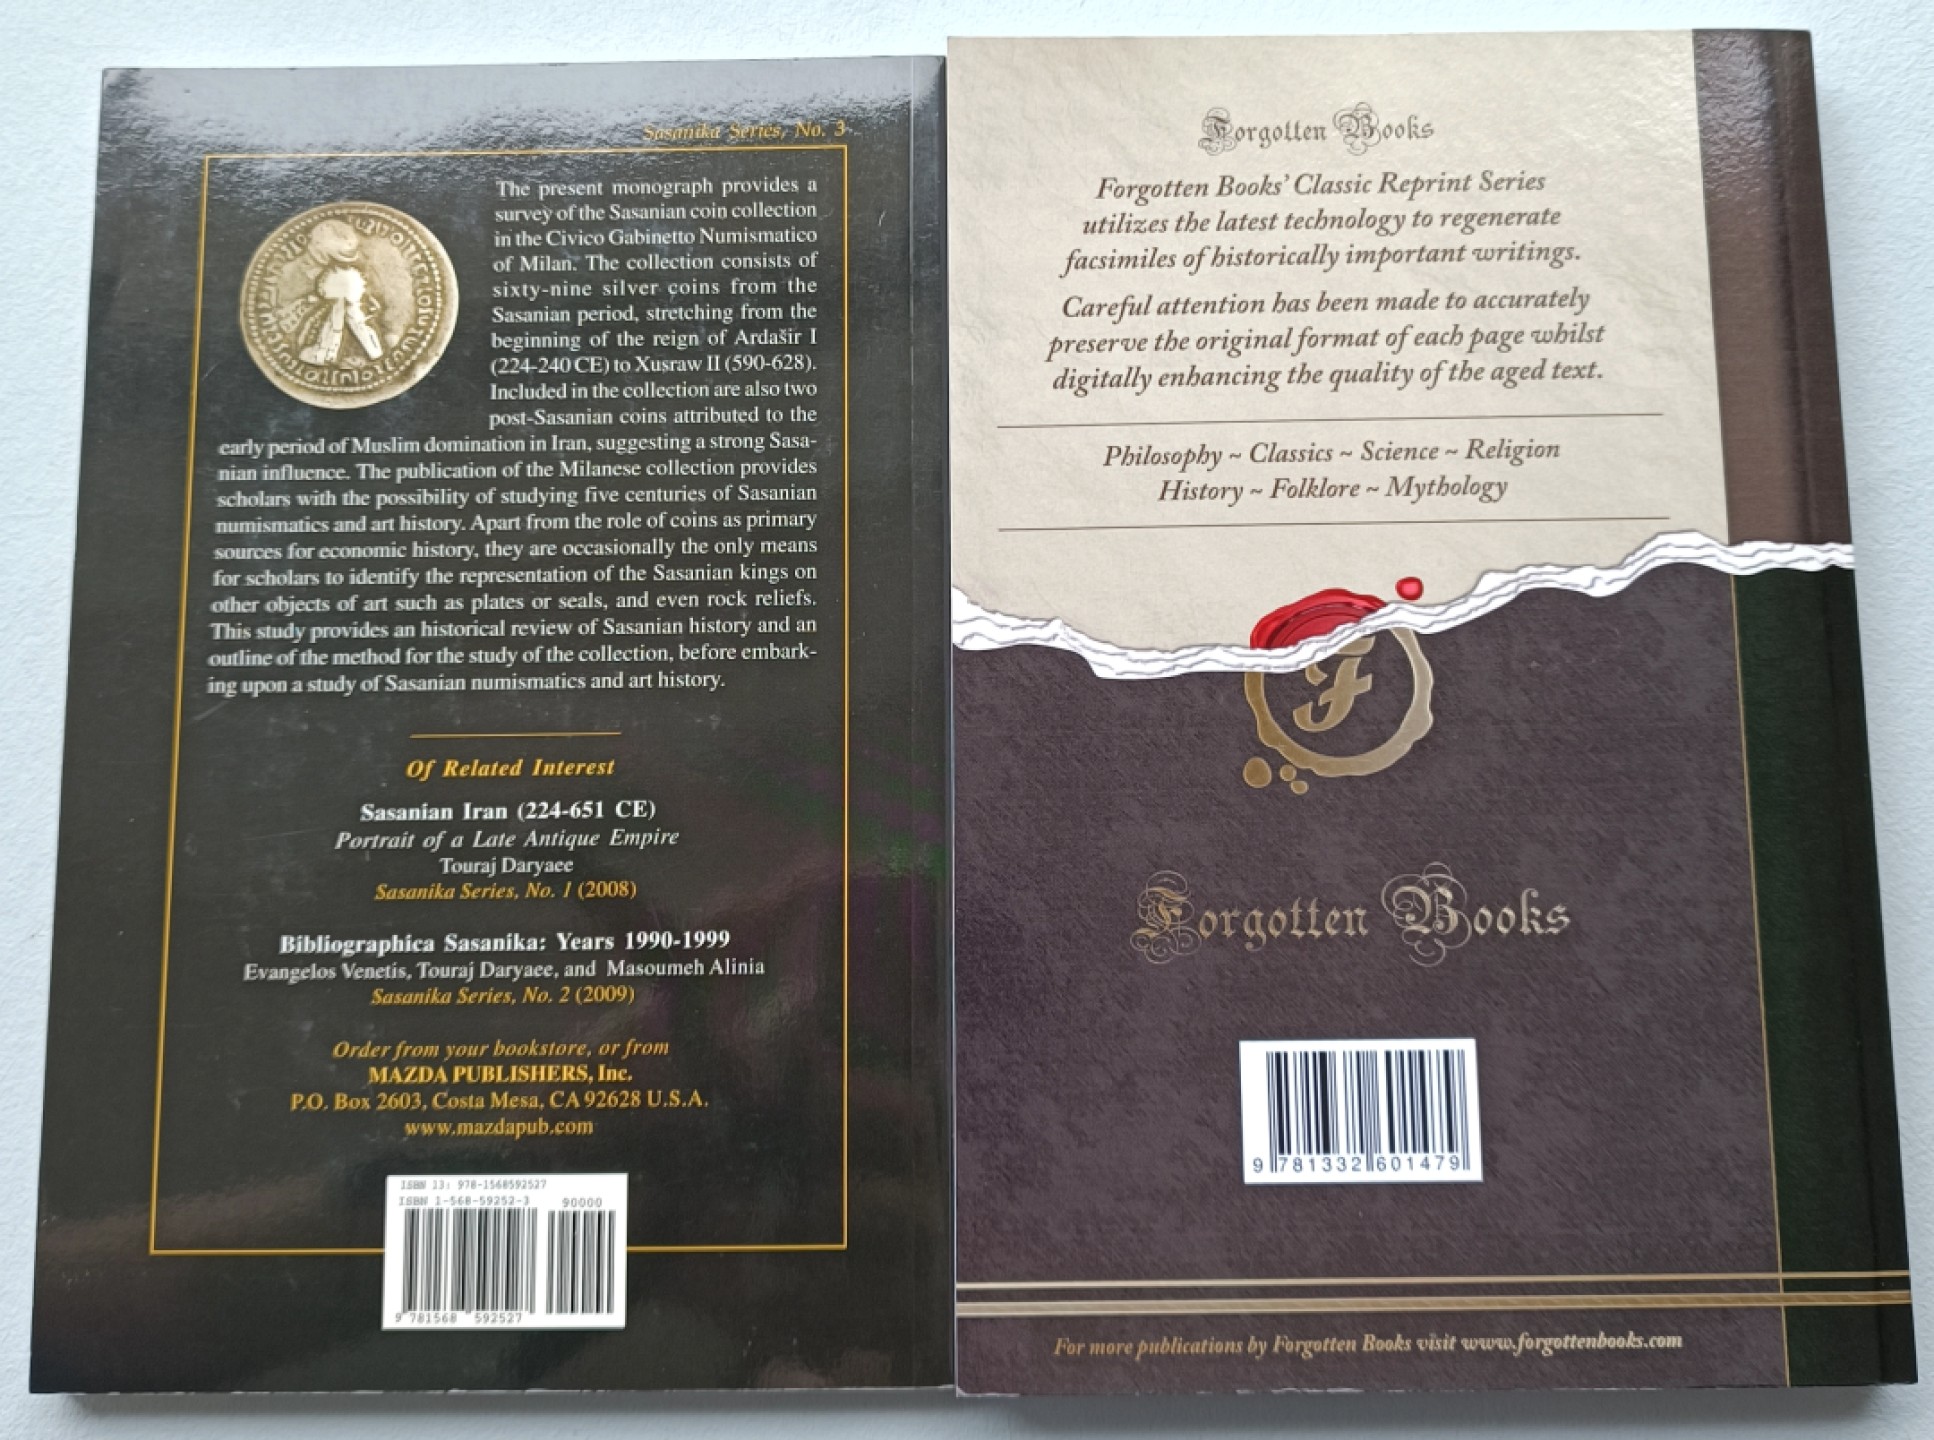 Sasanika Series, No. 3
The present monograph provides a
survey of the Sasanian coin collection
in the Civico Gabinetto Numismatico
of Milan. The collection consists of
sixty-nine silver coins from the
Sasanian period, stretching from the
beginning of the reign of Ardašīr I
(224-240 CE) to Xusraw II (590-628).
Included in the collection are also two
post-Sasanian coins attributed to the
early period of Muslim domination in Iran, suggesting a strong Sasa-
nian influence. The publication of the Milanese collection provides
scholars with the possibility of studying five centuries of Sasanian
numismatics and art history. Apart from the role of coins as primary
sources for economic history, they are occasionally the only means
for scholars to identify the representation of the Sasanian kings on
other objects of art such as plates or seals, and even rock reliefs.
This study provides an historical review of Sasanian history and an
outline of the method for the study of the collection, before embark-
ing upon a study of Sasanian numismatics and art history.
Of Related Interest
Sasanian Iran (224-651 CE)
Portrait of a Late Antique Empire
Touraj Daryaee
Sasanika Series, No. 1 (2008)
Bibliographica Sasanika: Years 1990-1999
Evangelos Venetis, Touraj Daryaee, and Masoumeh Alinia
Sasanika Series, No. 2 (2009)
Order from your bookstore, or from
MAZDA PUBLISHERS, Inc.
P.O. Box 2603, Costa Mesa, CA 92628 U.S.A.
www.mazdapub.com
ISBN 13: 978-1568592527
ISBN 1-568-59252-3
90000
9 781568 592527
Forgotten Books
Forgotten Books' Classic Reprint Series
utilizes the latest technology to regenerate
facsimiles of historically important writings.
Careful attention has been made to accurately
preserve the original format of each page whilst
digitally enhancing the quality of the aged text.
Philosophy ~ Classics ~ Science ~ Religion
History ~ Folklore ~ Mythology
F
Forgotten Books
9 781332 601479
For more publications by Forgotten Books visit www.forgottenbooks.com